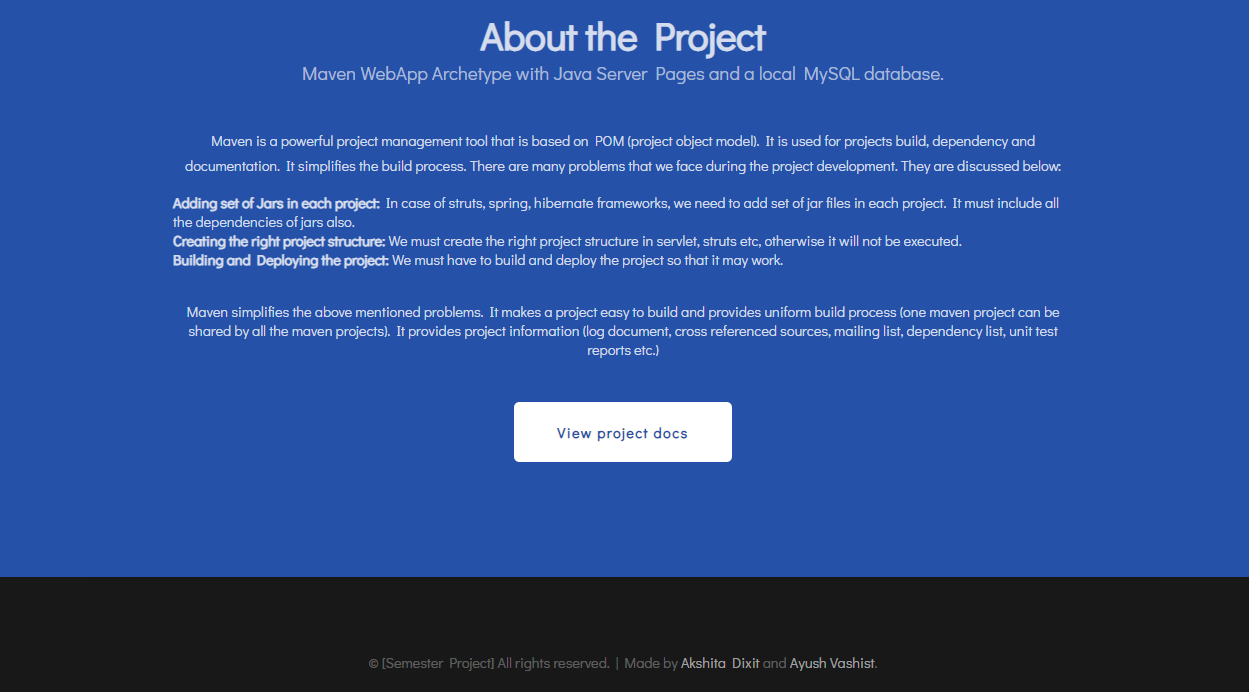 About the Project
Maven WebApp Archetype with Java Server Pages and a local MySQL database.
Maven is a powerful project management tool that is based on POM (project object model). It is used for projects build, dependency and
documentation. It simplifies the build process. There are many problems that we face during the project development. They are discussed below:
Adding set of Jars in each project: In case of struts, spring, hibernate frameworks, we need to add set of jar files in each project. It must include all
the dependencies of jars also.
Creating the right project structure: We must create the right project structure in servlet, struts etc, otherwise it will not be executed.
Building and Deploying the project: We must have to build and deploy the project so that it may work.
Maven simplifies the above mentioned problems. It makes a project easy to build and provides uniform build process (one maven project can be
shared by all the maven projects). It provides project information (log document, cross referenced sources, mailing list, dependency list, unit test
reports etc.)
View project docs
© [Semester Project] All rights reserved. | Made by Akshita Dixit and Ayush Vashist.